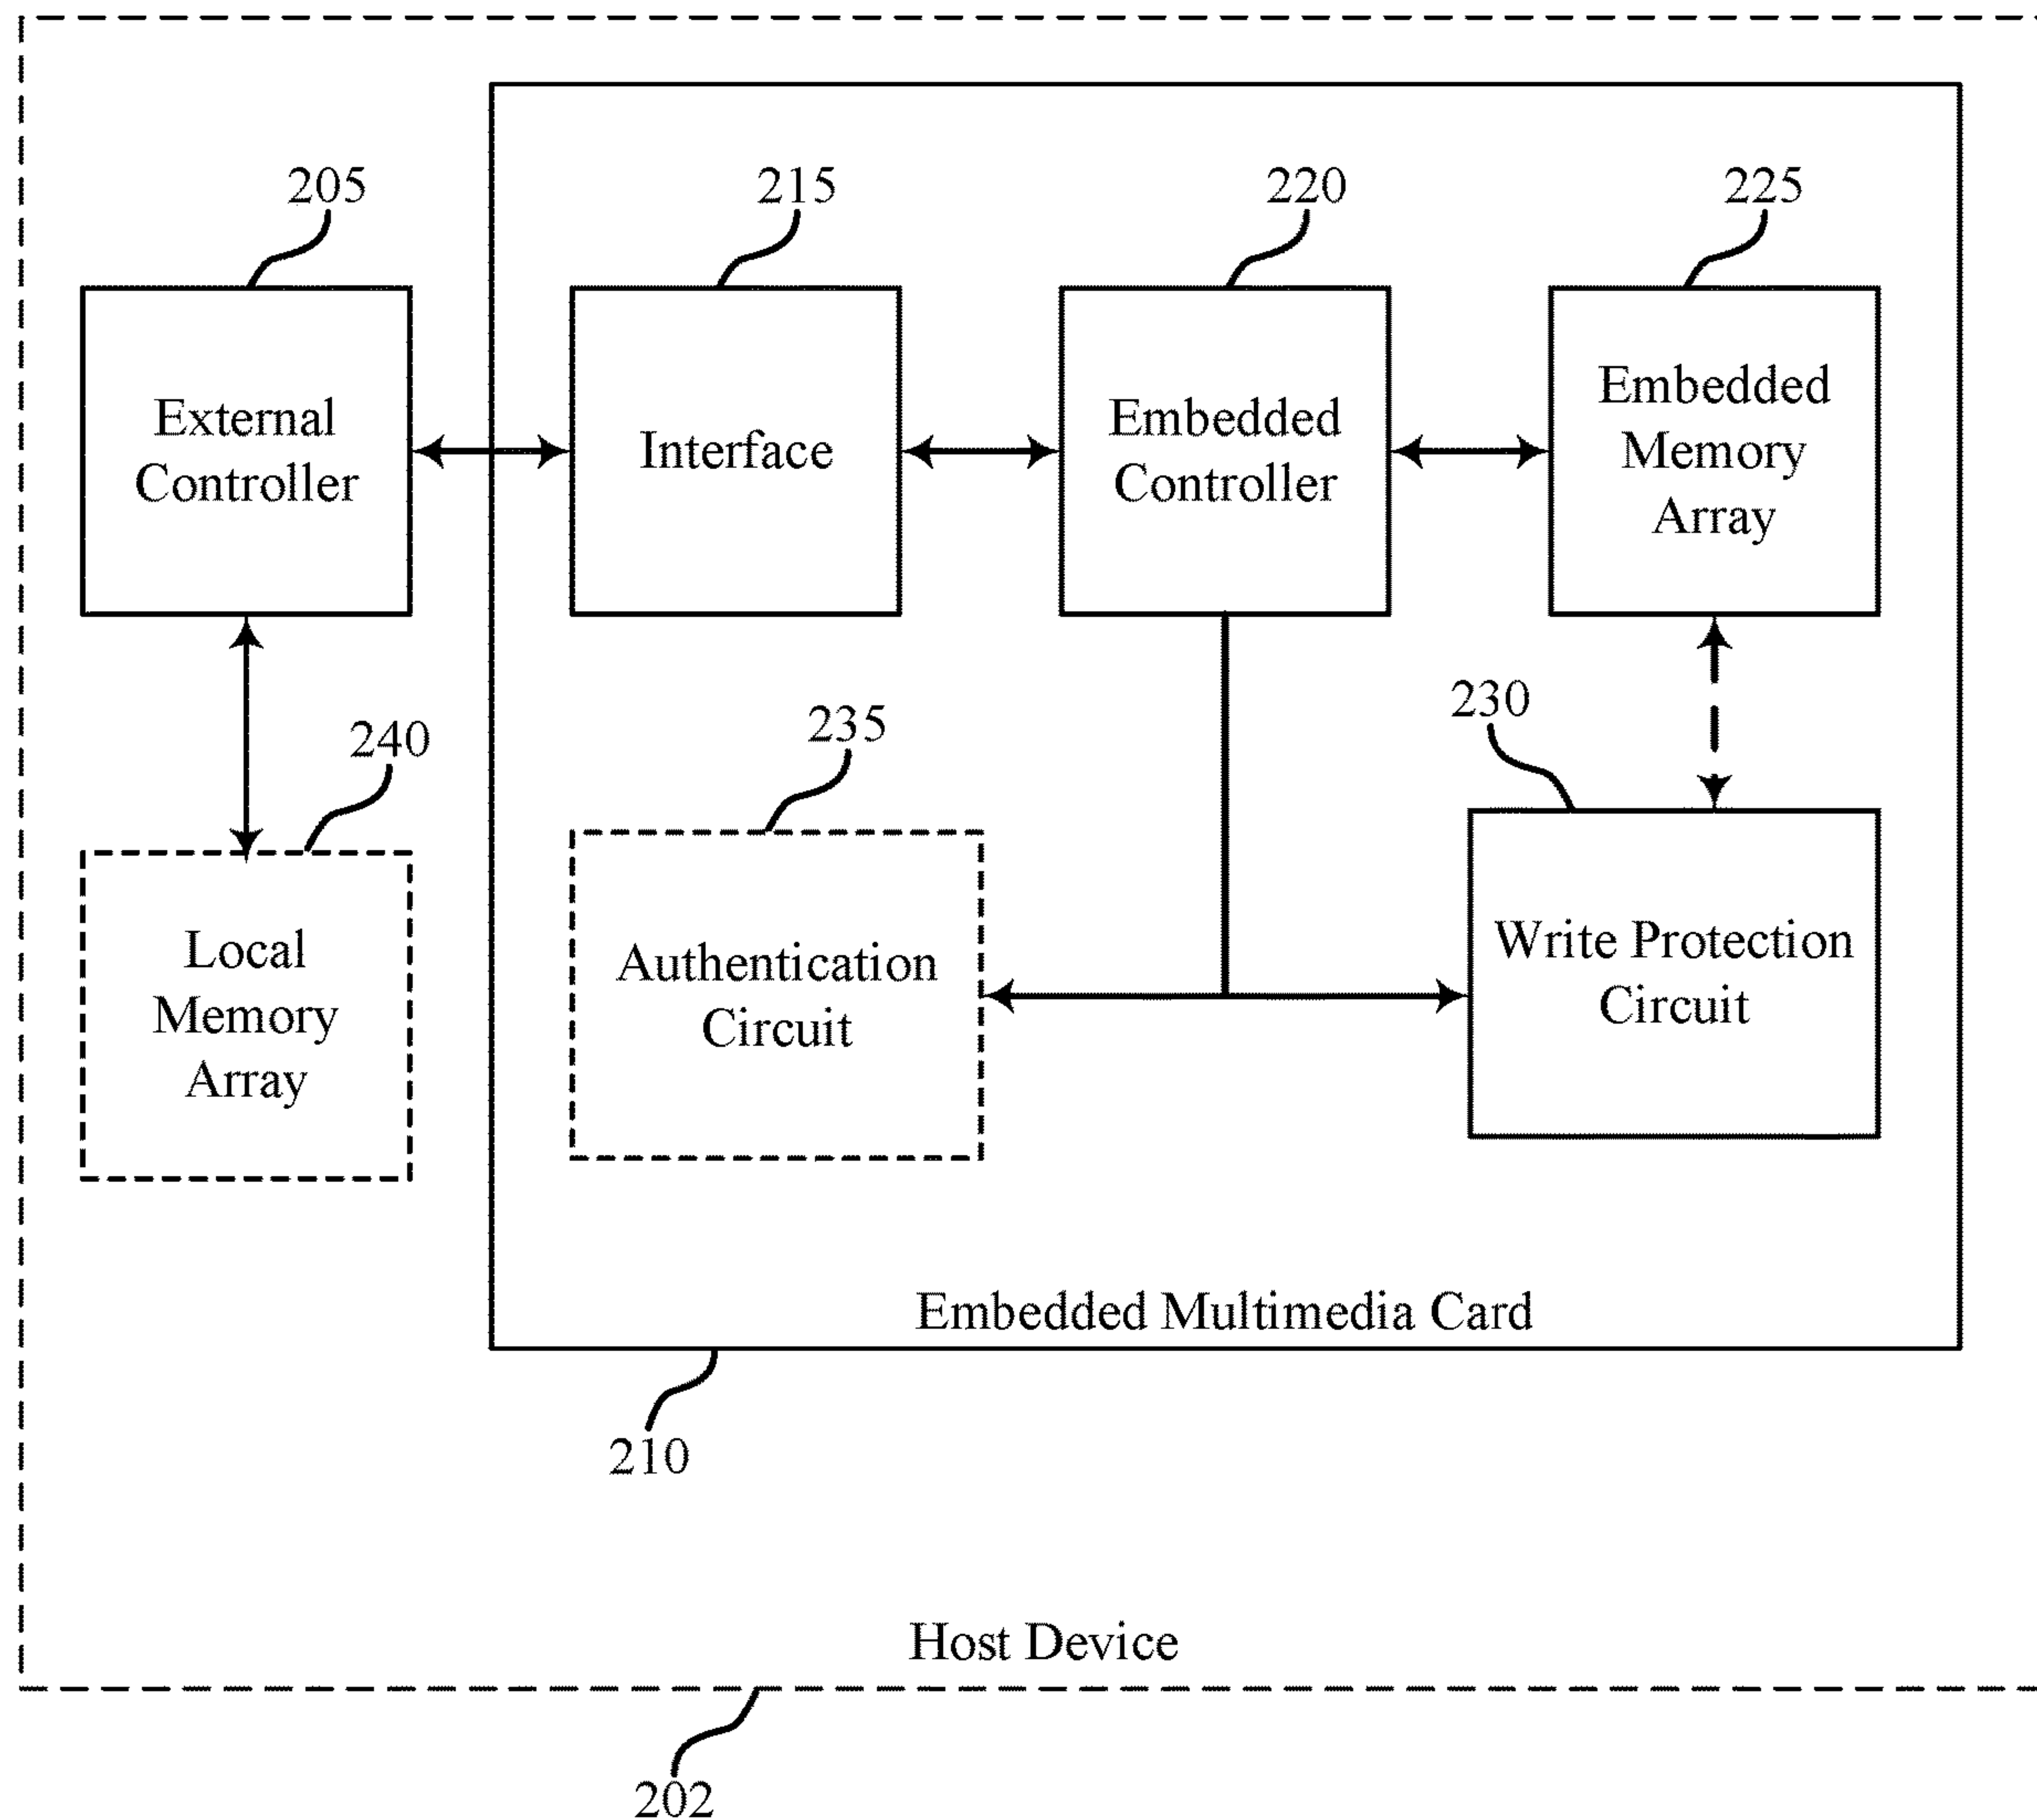 205
215
220
225
External
Controller
Interface
Embedded
Controller
Embedded
Memory
Array
240
235
230
Local
Memory
Array
Authentication
Circuit
Write Protection
Circuit
Embedded Multimedia Card
210
Host Device
202